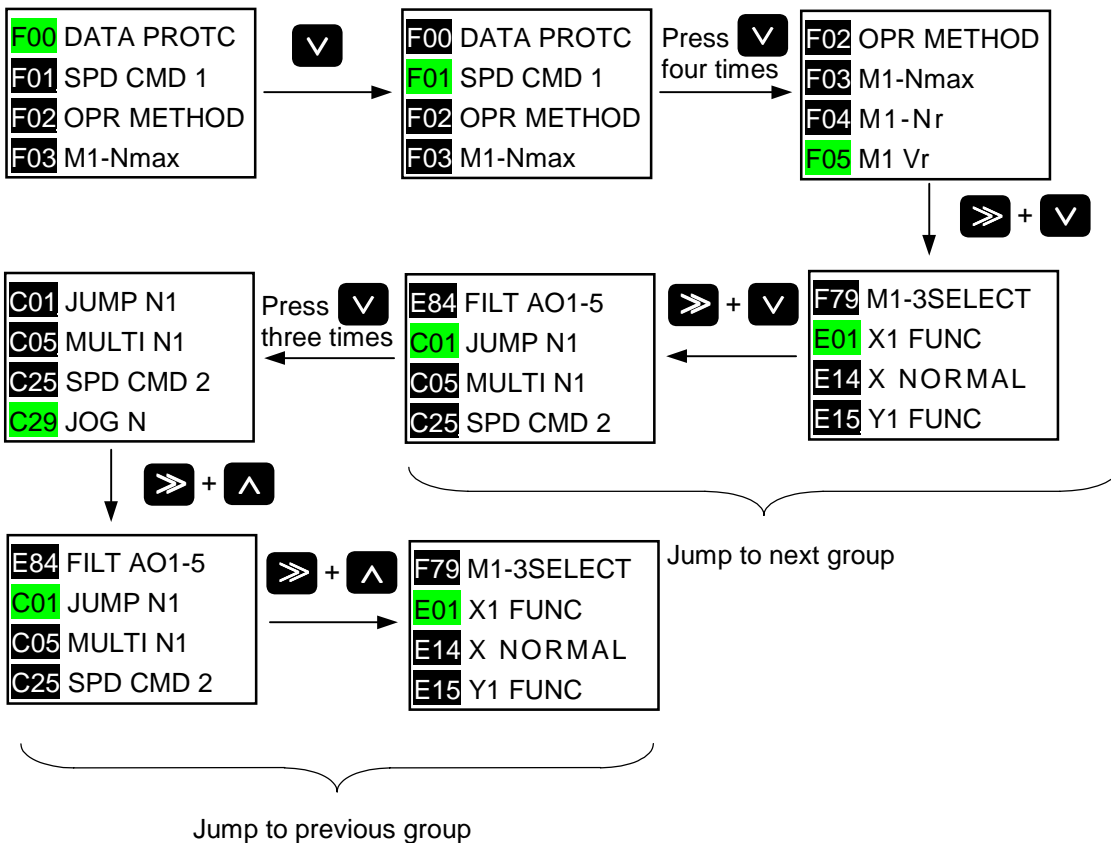 F00 DATA PROTC
F01 SPD CMD 1
F02 OPR METHOD
F03 M1-Nmax
F00 DATA PROTC
F01 SPD CMD 1
F02 OPR METHOD
F03 M1-Nmax
Press
four times
F02 OPR METHOD
F03 M1-Nmax
F04 M1-Nr
F05 M1 Vr
+
C01 JUMP N1
C05 MULTI N1
C25 SPD CMD 2
C29 JOG N
Press
three times
E84 FILT AO1-5
C01 JUMP N1
C05 MULTI N1
C25 SPD CMD 2
+
F79 M1-3SELECT
E01 X1 FUNC
E14 X NORMAL
E15 Y1 FUNC
+
Jump to next group
E84 FILT AO1-5
C01 JUMP N1
C05 MULTI N1
C25 SPD CMD 2
+
F79 M1-3SELECT
E01 X1 FUNC
E14 X NORMAL
E15 Y1 FUNC
Jump to previous group